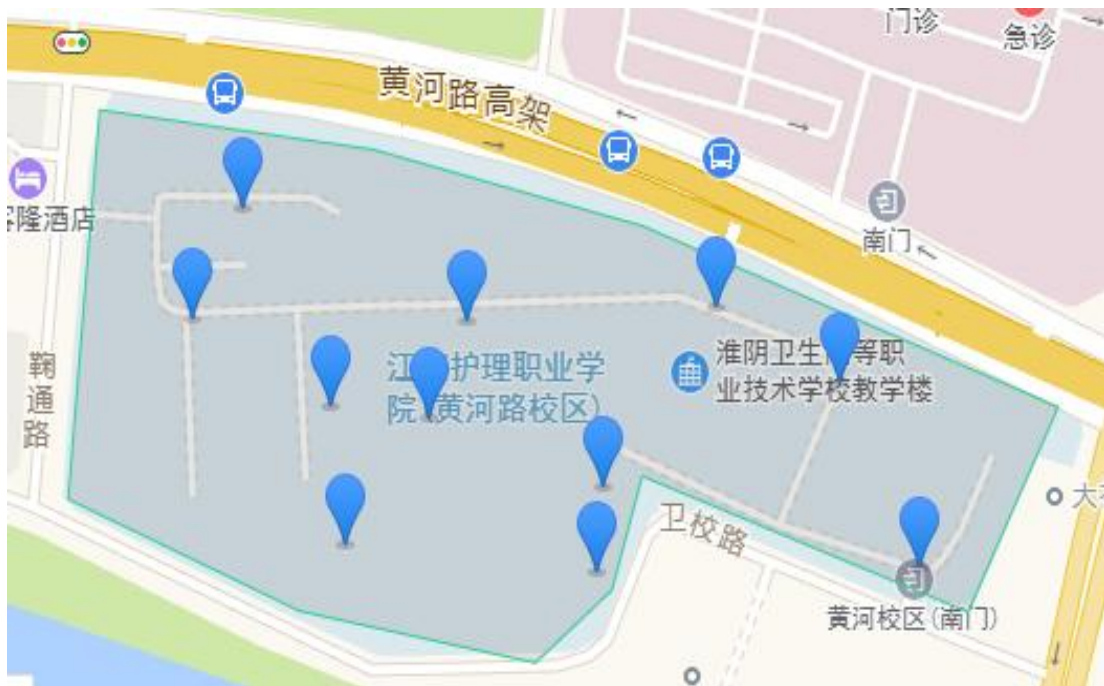 门诊
急诊
黄河路高架
隆酒店
南门
鞠通路
江 护理职业学
院(黄河路校区)
淮阴卫生 等职
业技术学校教学楼
大
卫校路
黄河校区(南门)